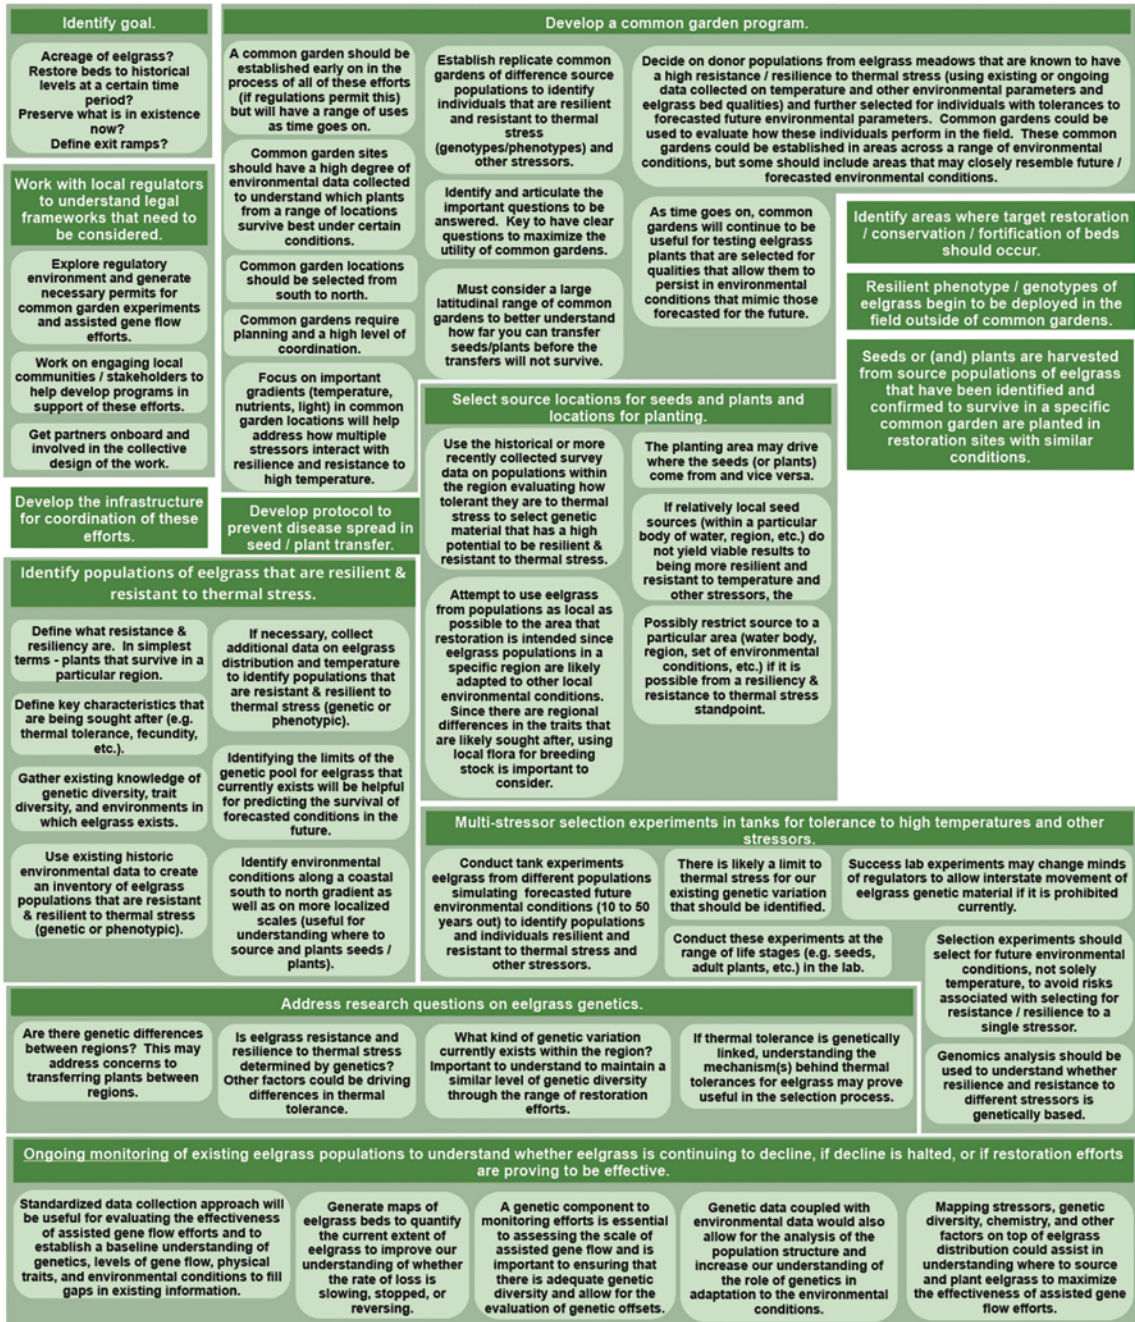 Identify goal.
Acreage of eelgrass?
Restore beds to historical
levels at a certain time
period?
Preserve what is in existence
now?
Define exit ramps?
Work with local regulators
to understand legal
frameworks that need to
be considered.
Explore regulatory
environment and generate
necessary permits for
common garden experiments
and assisted gene flow
efforts.
Work on engaging local
communities / stakeholders to
help develop programs in
support of these efforts.
Get partners onboard and
involved in the collective
design of the work.
Develop the infrastructure
for coordination of these
efforts.
Develop a common garden program.
A common garden should be
established early on in the
process of all of these efforts
(if regulations permit this)
but will have a range of uses
as time goes on.
Common garden sites
should have a high degree of
environmental data collected
to understand which plants
from a range of locations
survive best under certain
conditions.
Common garden locations
should be selected from
south to north.
Common gardens require
planning and a high level of
coordination.
Focus on important
gradients (temperature,
nutrients, light) in common
garden locations will help
address how multiple
stressors interact with
resilience and resistance to
high temperature.
Establish replicate common
gardens of difference source
populations to identify
individuals that are resilient
and resistant to thermal
stress
(genotypes/phenotypes) and
other stressors.
Identify and articulate the
important questions to be
answered.  Key to have clear
questions to maximize the
utility of common gardens.
Must consider a large
latitudinal range of common
gardens to better understand
how far you can transfer
seeds/plants before the
transfers will not survive.
Decide on donor populations from eelgrass meadows that are known to have
a high resistance / resilience to thermal stress (using existing or ongoing
data collected on temperature and other environmental parameters and
eelgrass bed qualities) and further selected for individuals with tolerances to
forecasted future environmental parameters.  Common gardens could be
used to evaluate how these individuals perform in the field.  These common
gardens could be established in areas across a range of environmental
conditions, but some should include areas that may closely resemble future /
forecasted environmental conditions.
As time goes on, common
gardens will continue to be
useful for testing eelgrass
plants that are selected for
qualities that allow them to
persist in environmental
conditions that mimic those
forecasted for the future.
Identify areas where target restoration
/ conservation / fortification of beds
should occur.
Resilient phenotype / genotypes of
eelgrass begin to be deployed in the
field outside of common gardens.
Seeds or (and) plants are harvested
from source populations of eelgrass
that have been identified and
confirmed to survive in a specific
common garden are planted in
restoration sites with similar
conditions.
Develop protocol to
prevent disease spread in
seed / plant transfer.
Select source locations for seeds and plants and
locations for planting.
Use the historical or more
recently collected survey
data on populations within
the region evaluating how
tolerant they are to thermal
stress to select genetic
material that has a high
potential to be resilient &
resistant to thermal stress.
Attempt to use eelgrass
from populations as local as
possible to the area that
restoration is intended since
eelgrass populations in a
specific region are likely
adapted to other local
environmental conditions.
Since there are regional
differences in the traits that
are likely sought after, using
local flora for breeding
stock is important to
consider.
The planting area may drive
where the seeds (or plants)
come from and vice versa.
If relatively local seed
sources (within a particular
body of water, region, etc.) do
not yield viable results to
being more resilient and
resistant to temperature and
other stressors, the
Possibly restrict source to a
particular area (water body,
region, set of environmental
conditions, etc.) if it is
possible from a resiliency &
resistance to thermal stress
standpoint.
Identify populations of eelgrass that are resilient &
resistant to thermal stress.
Define what resistance &
resiliency are.  In simplest
terms - plants that survive in a
particular region.
Define key characteristics that
are being sought after (e.g.
thermal tolerance, fecundity,
etc.).
Gather existing knowledge of
genetic diversity, trait
diversity, and environments in
which eelgrass exists.
Use existing historic
environmental data to create
an inventory of eelgrass
populations that are resistant
& resilient to thermal stress
(genetic or phenotypic).
If necessary, collect
additional data on eelgrass
distribution and temperature
to identify populations that
are resistant & resilient to
thermal stress (genetic or
phenotypic).
Identifying the limits of the
genetic pool for eelgrass that
currently exists will be helpful
for predicting the survival of
forecasted conditions in the
future.
Identify environmental
conditions along a coastal
south to north gradient as
well as on more localized
scales (useful for
understanding where to
source and plants seeds /
plants).
Multi-stressor selection experiments in tanks for tolerance to high temperatures and other
stressors.
Conduct tank experiments
eelgrass from different populations
simulating  forecasted future
environmental conditions (10 to 50
years out) to identify populations
and individuals resilient and
resistant to thermal stress and
other stressors.
There is likely a limit to
thermal stress for our
existing genetic variation
that should be identified.
Conduct these experiments at the
range of life stages (e.g. seeds,
adult plants, etc.) in the lab.
Success lab experiments may change minds
of regulators to allow interstate movement of
eelgrass genetic material if it is prohibited
currently.
Selection experiments should
select for future environmental
conditions, not solely
temperature, to avoid risks
associated with selecting for
resistance / resilience to a
single stressor.
Genomics analysis should be
used to understand whether
resilience and resistance to
different stressors is
genetically based.
Address research questions on eelgrass genetics.
Are there genetic differences
between regions?  This may
address concerns to
transferring plants between
regions.
Is eelgrass resistance and
resilience to thermal stress
determined by genetics?
Other factors could be driving
differences in thermal
tolerance.
What kind of genetic variation
currently exists within the region?
Important to understand to maintain a
similar level of genetic diversity
through the range of restoration
efforts.
If thermal tolerance is genetically
linked, understanding the
mechanism(s) behind thermal
tolerances for eelgrass may prove
useful in the selection process.
Ongoing monitoring of existing eelgrass populations to understand whether eelgrass is continuing to decline, if decline is halted, or if restoration efforts
are proving to be effective.
Standardized data collection approach will
be useful for evaluating the effectiveness
of assisted gene flow efforts and to
establish a baseline understanding of
genetics, levels of gene flow, physical
traits, and environmental conditions to fill
gaps in existing information.
Generate maps of
eelgrass beds to quantify
the current extent of
eelgrass to improve our
understanding of whether
the rate of loss is
slowing, stopped, or
reversing.
A genetic component to
monitoring efforts is essential
to assessing the scale of
assisted gene flow and is
important to ensuring that
there is adequate genetic
diversity and allow for the
evaluation of genetic offsets.
Genetic data coupled with
environmental data would also
allow for the analysis of the
population structure and
increase our understanding of
the role of genetics in
adaptation to the environmental
conditions.
Mapping stressors, genetic
diversity, chemistry, and other
factors on top of eelgrass
distribution could assist in
understanding where to source
and plant eelgrass to maximize
the effectiveness of assisted gene
flow efforts.